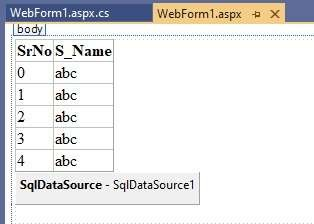 WebForm1.aspx.cs WebForm1.aspx
body
SrNo S_Name
0 abc
1 abc
2 abc
3 abc
4 abc
SqlDataSource - SqlDataSource1